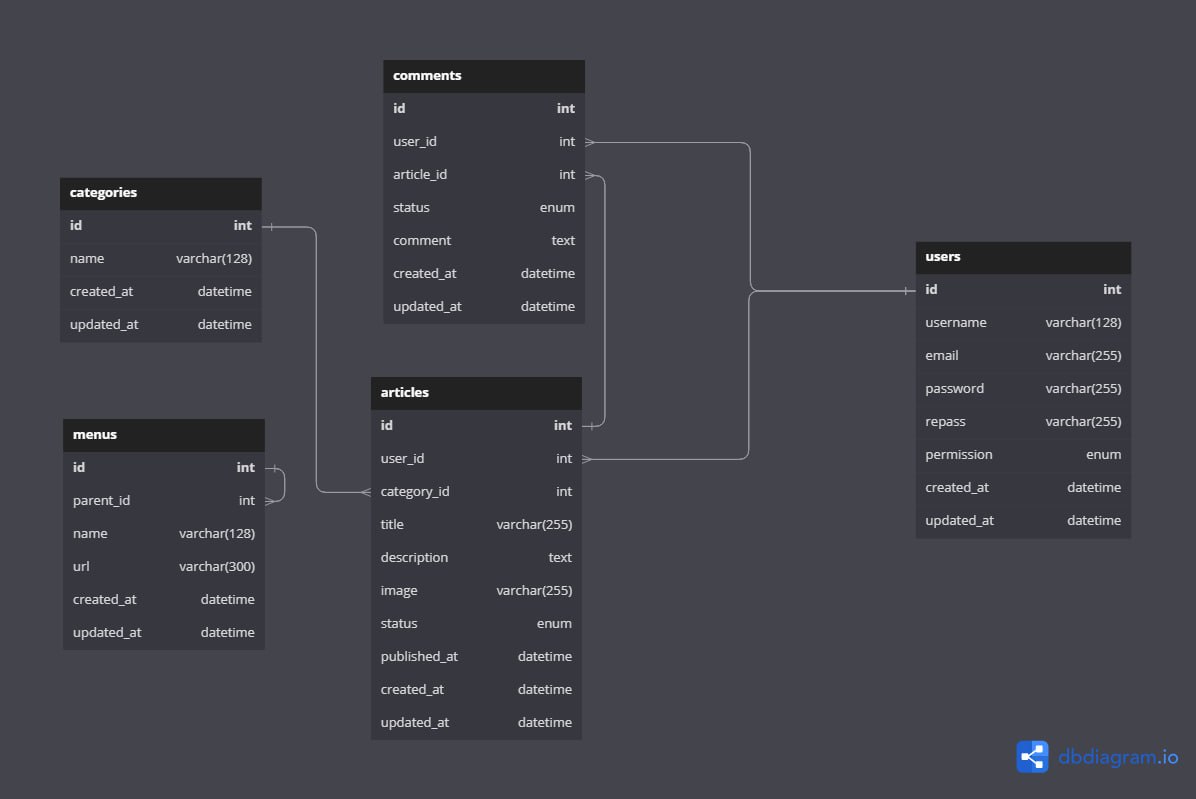 comments
id int
user_id int
article_id int
status enum
comment text
created_at datetime
updated_at datetime
categories
id int
name varchar(128)
created_at datetime
updated_at datetime
users
id int
username varchar(128)
email varchar(255)
password varchar(255)
repass varchar(255)
permission enum
created_at datetime
updated_at datetime
articles
id int
user_id int
category_id int
title varchar(255)
description text
image varchar(255)
status enum
published_at datetime
created_at datetime
updated_at datetime
menus
id int
parent_id int
name varchar(128)
url varchar(300)
created_at datetime
updated_at datetime
dbdiagram.io